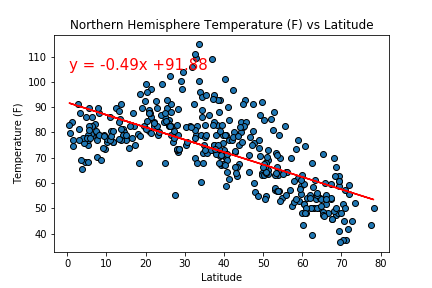 Northern Hemisphere Temperature (F) vs Latitude
y = -0.49x +91.88
Temperature (F)
110
100
90
80
70
60
50
40
0 10 20 30 40 50 60 70 80
Latitude